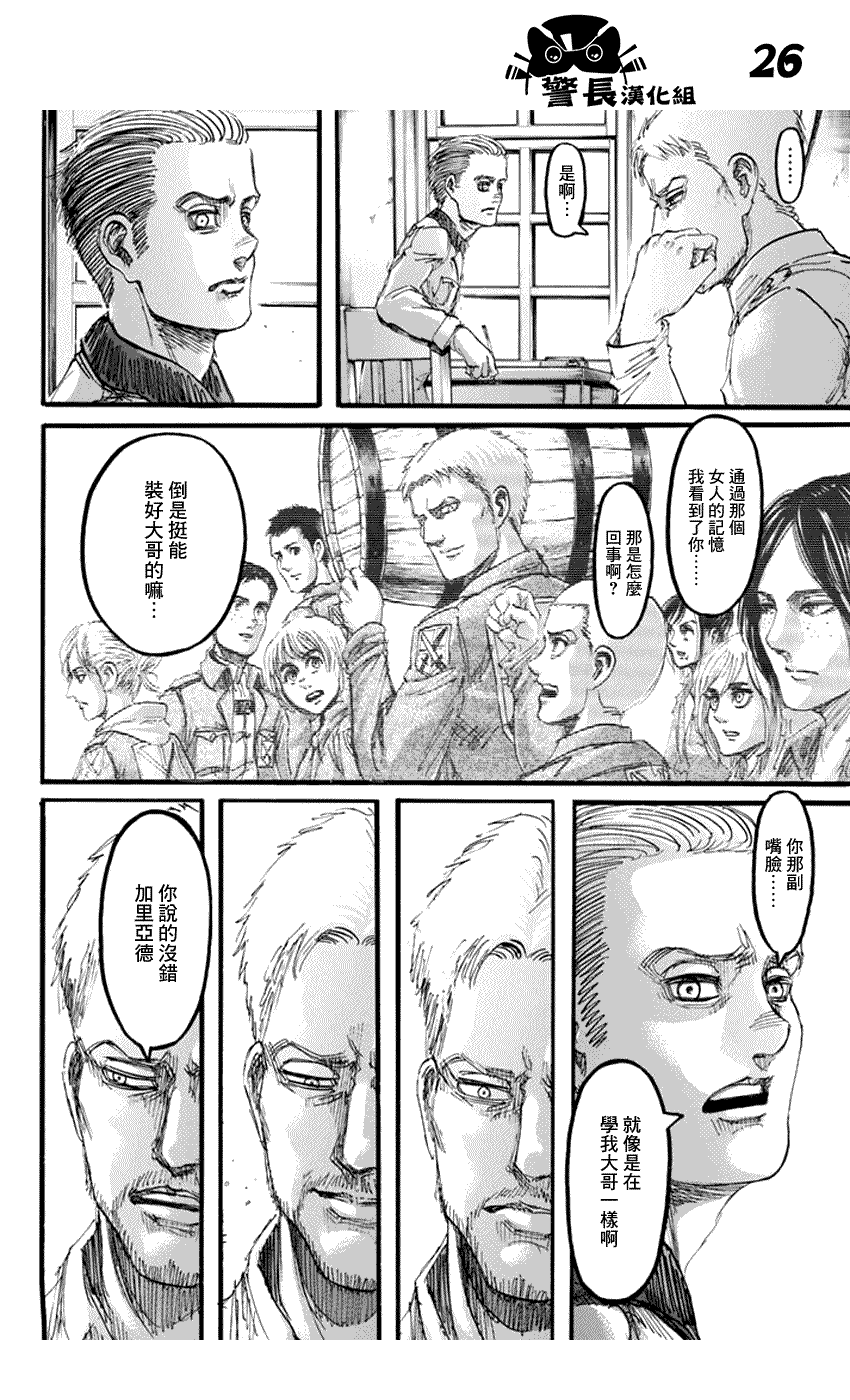 26
警長漢化組
……
是啊…
通過那個
女人的記憶
我看到了你……
那是怎麼
回事啊？
倒是挺能
裝好大哥的嘛…
你那副
嘴臉……
就像是在
學我大哥一樣啊
你說的沒錯
加里亞德